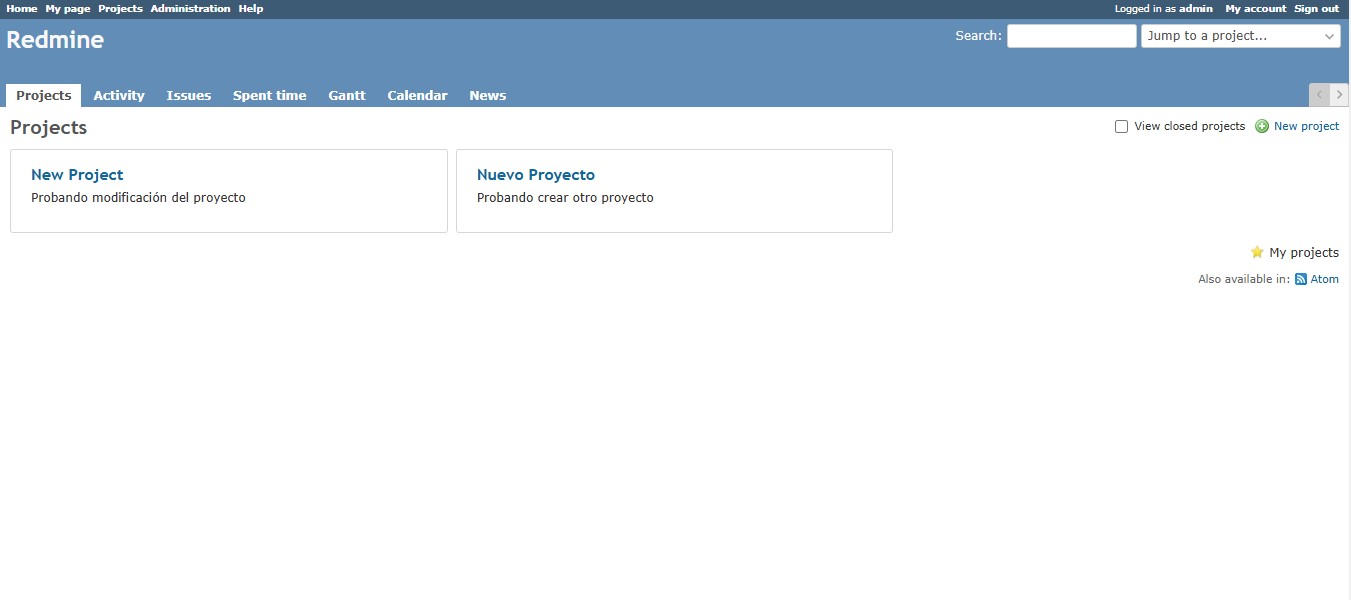 Home My page Projects Administration Help Logged in as admin My account Sign out
Redmine
Search: Jump to a project...
Projects Activity Issues Spent time Gantt Calendar News
Projects
View closed projects New project
New Project
Probando modificación del proyecto
Nuevo Proyecto
Probando crear otro proyecto
My projects
Also available in: Atom